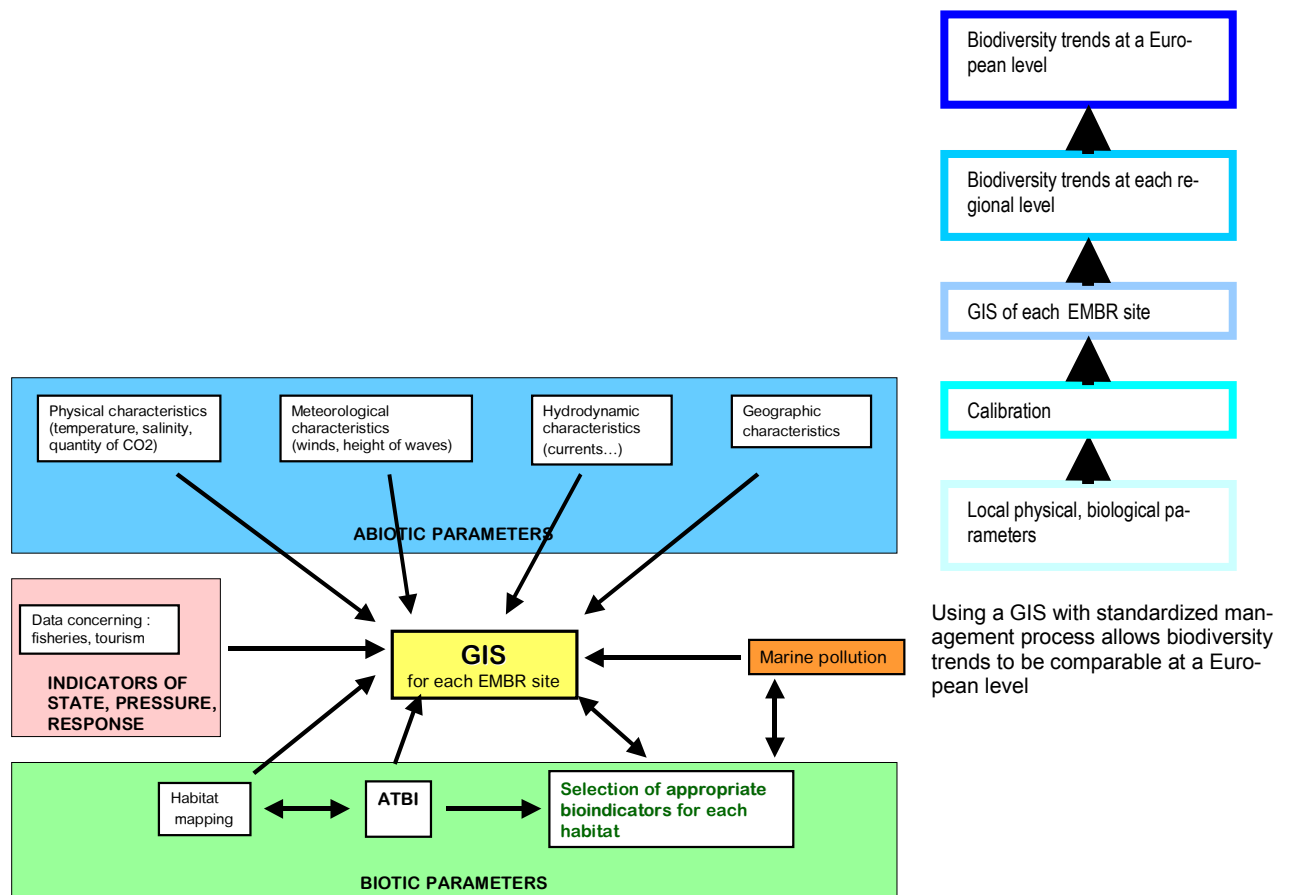 Biodiversity trends at a Euro-
pean level
Biodiversity trends at each re-
gional level
GIS of each EMBR site
Calibration
Local physical, biological pa-
rameters
Using a GIS with standardized man-
agement process allows biodiversity
trends to be comparable at a Euro-
pean level
Physical characteristics
(temperature, salinity,
quantity of CO2)
Meteorological
characteristics
(winds, height of waves)
Hydrodynamic
characteristics
(currents…)
Geographic
characteristics
ABIOTIC PARAMETERS
Data concerning :
fisheries, tourism
INDICATORS OF
STATE, PRESSURE,
RESPONSE
GIS
for each EMBR site
Marine pollution
Habitat
mapping
ATBI
Selection of appropriate
bioindicators for each
habitat
BIOTIC PARAMETERS